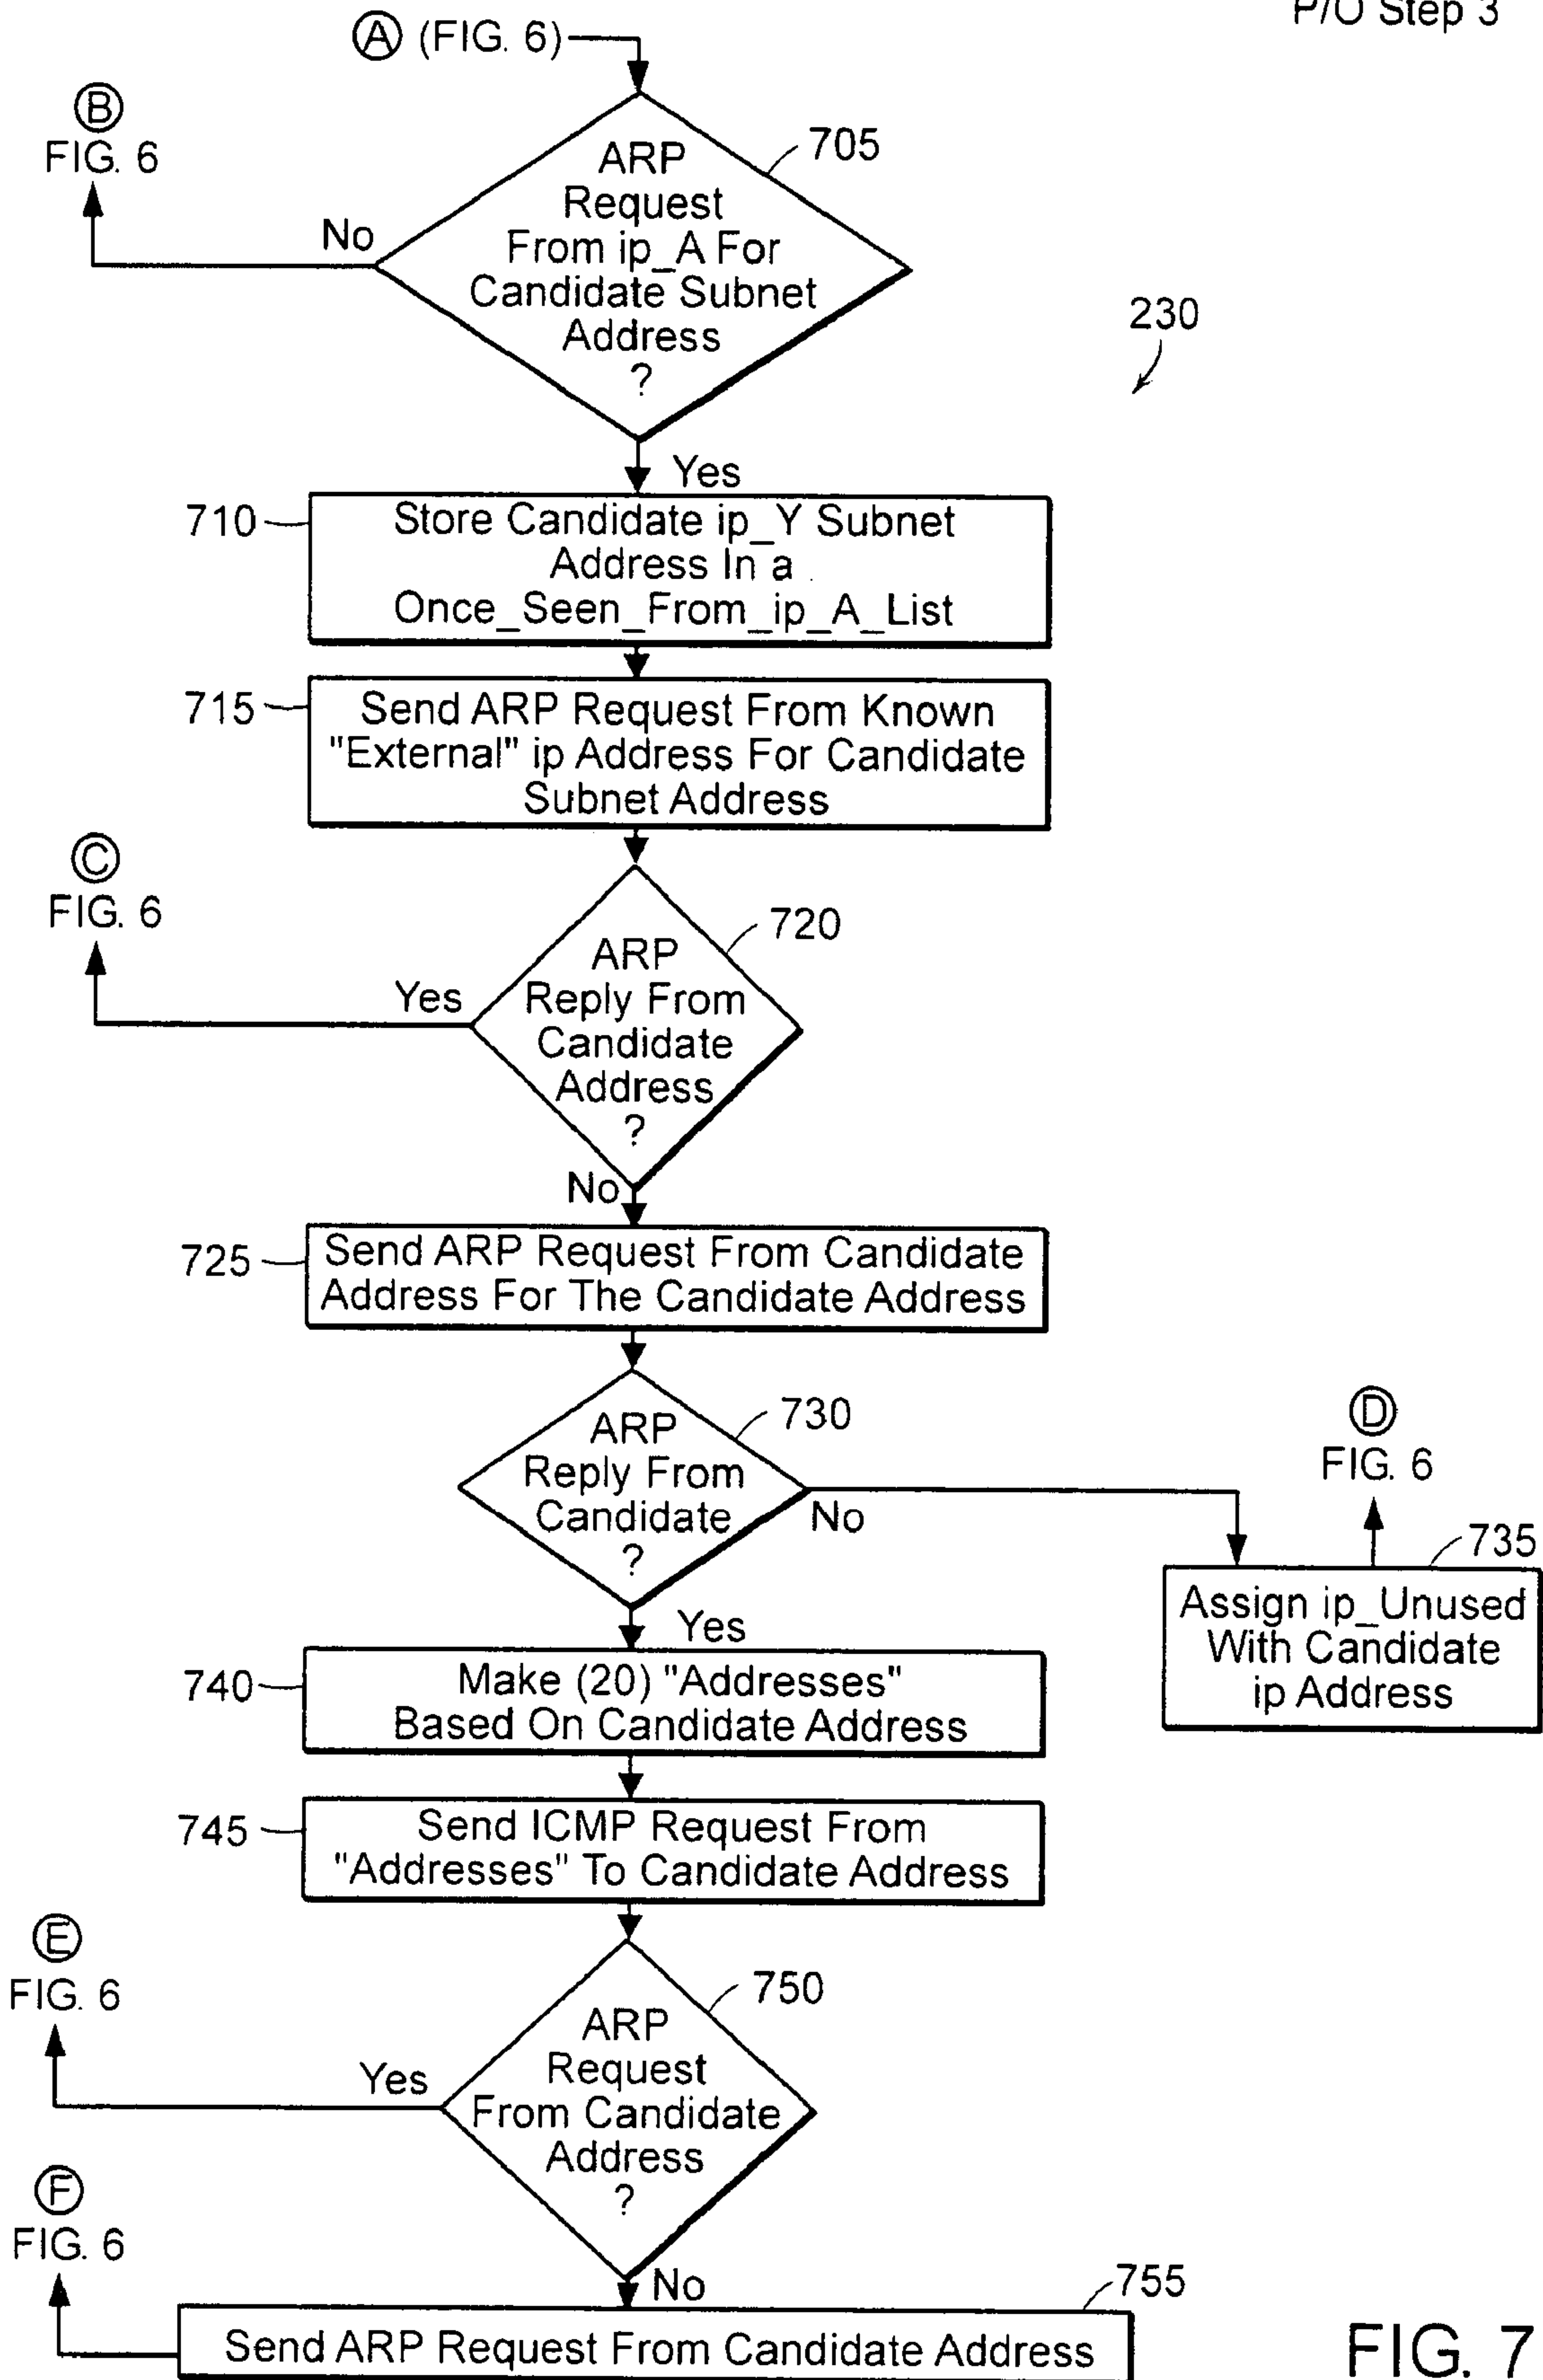 P/O Step 3
Ⓐ (FIG. 6)
Ⓑ
FIG. 6
705
ARP
Request
From ip_A For
Candidate Subnet
Address
?
No
230
Yes
710
Store Candidate ip_Y Subnet
Address In a
Once_Seen_From_ip_A_List
715
Send ARP Request From Known
"External" ip Address For Candidate
Subnet Address
Ⓒ
FIG. 6
720
ARP
Reply From
Candidate
Address
?
Yes
No
725
Send ARP Request From Candidate
Address For The Candidate Address
730
ARP
Reply From
Candidate
?
No
Ⓓ
FIG. 6
735
Assign ip_Unused
With Candidate
ip Address
Yes
740
Make (20) "Addresses"
Based On Candidate Address
745
Send ICMP Request From
"Addresses" To Candidate Address
Ⓔ
FIG. 6
750
ARP
Request
From Candidate
Address
?
Yes
Ⓕ
FIG. 6
No
755
Send ARP Request From Candidate Address
FIG. 7